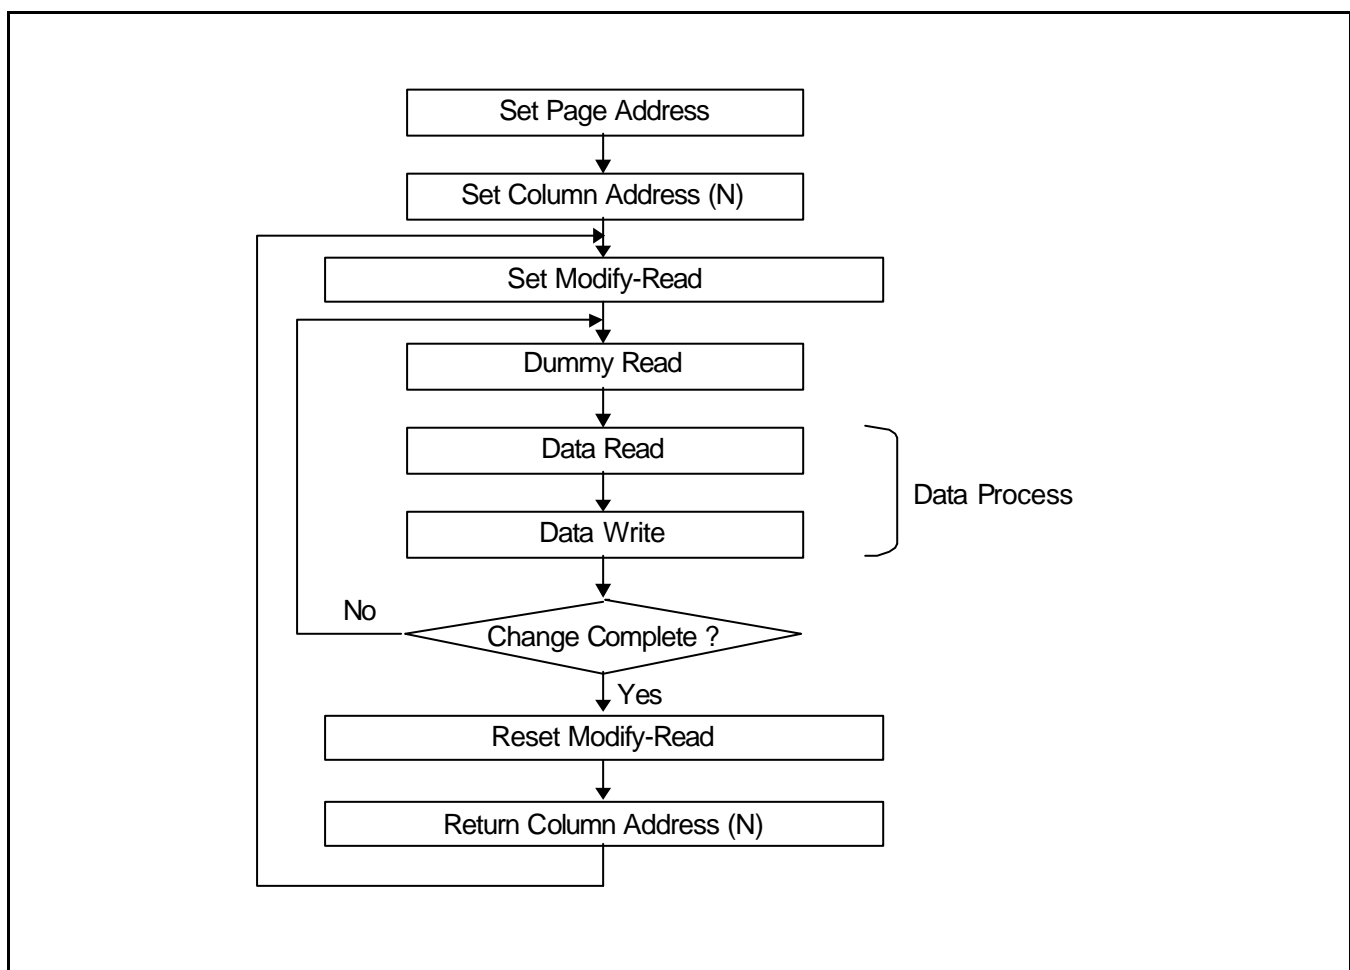 Set Page Address
Set Column Address (N)
Set Modify-Read
Dummy Read
Data Read
Data Process
Data Write
No
Change Complete ?
Yes
Reset Modify-Read
Return Column Address (N)